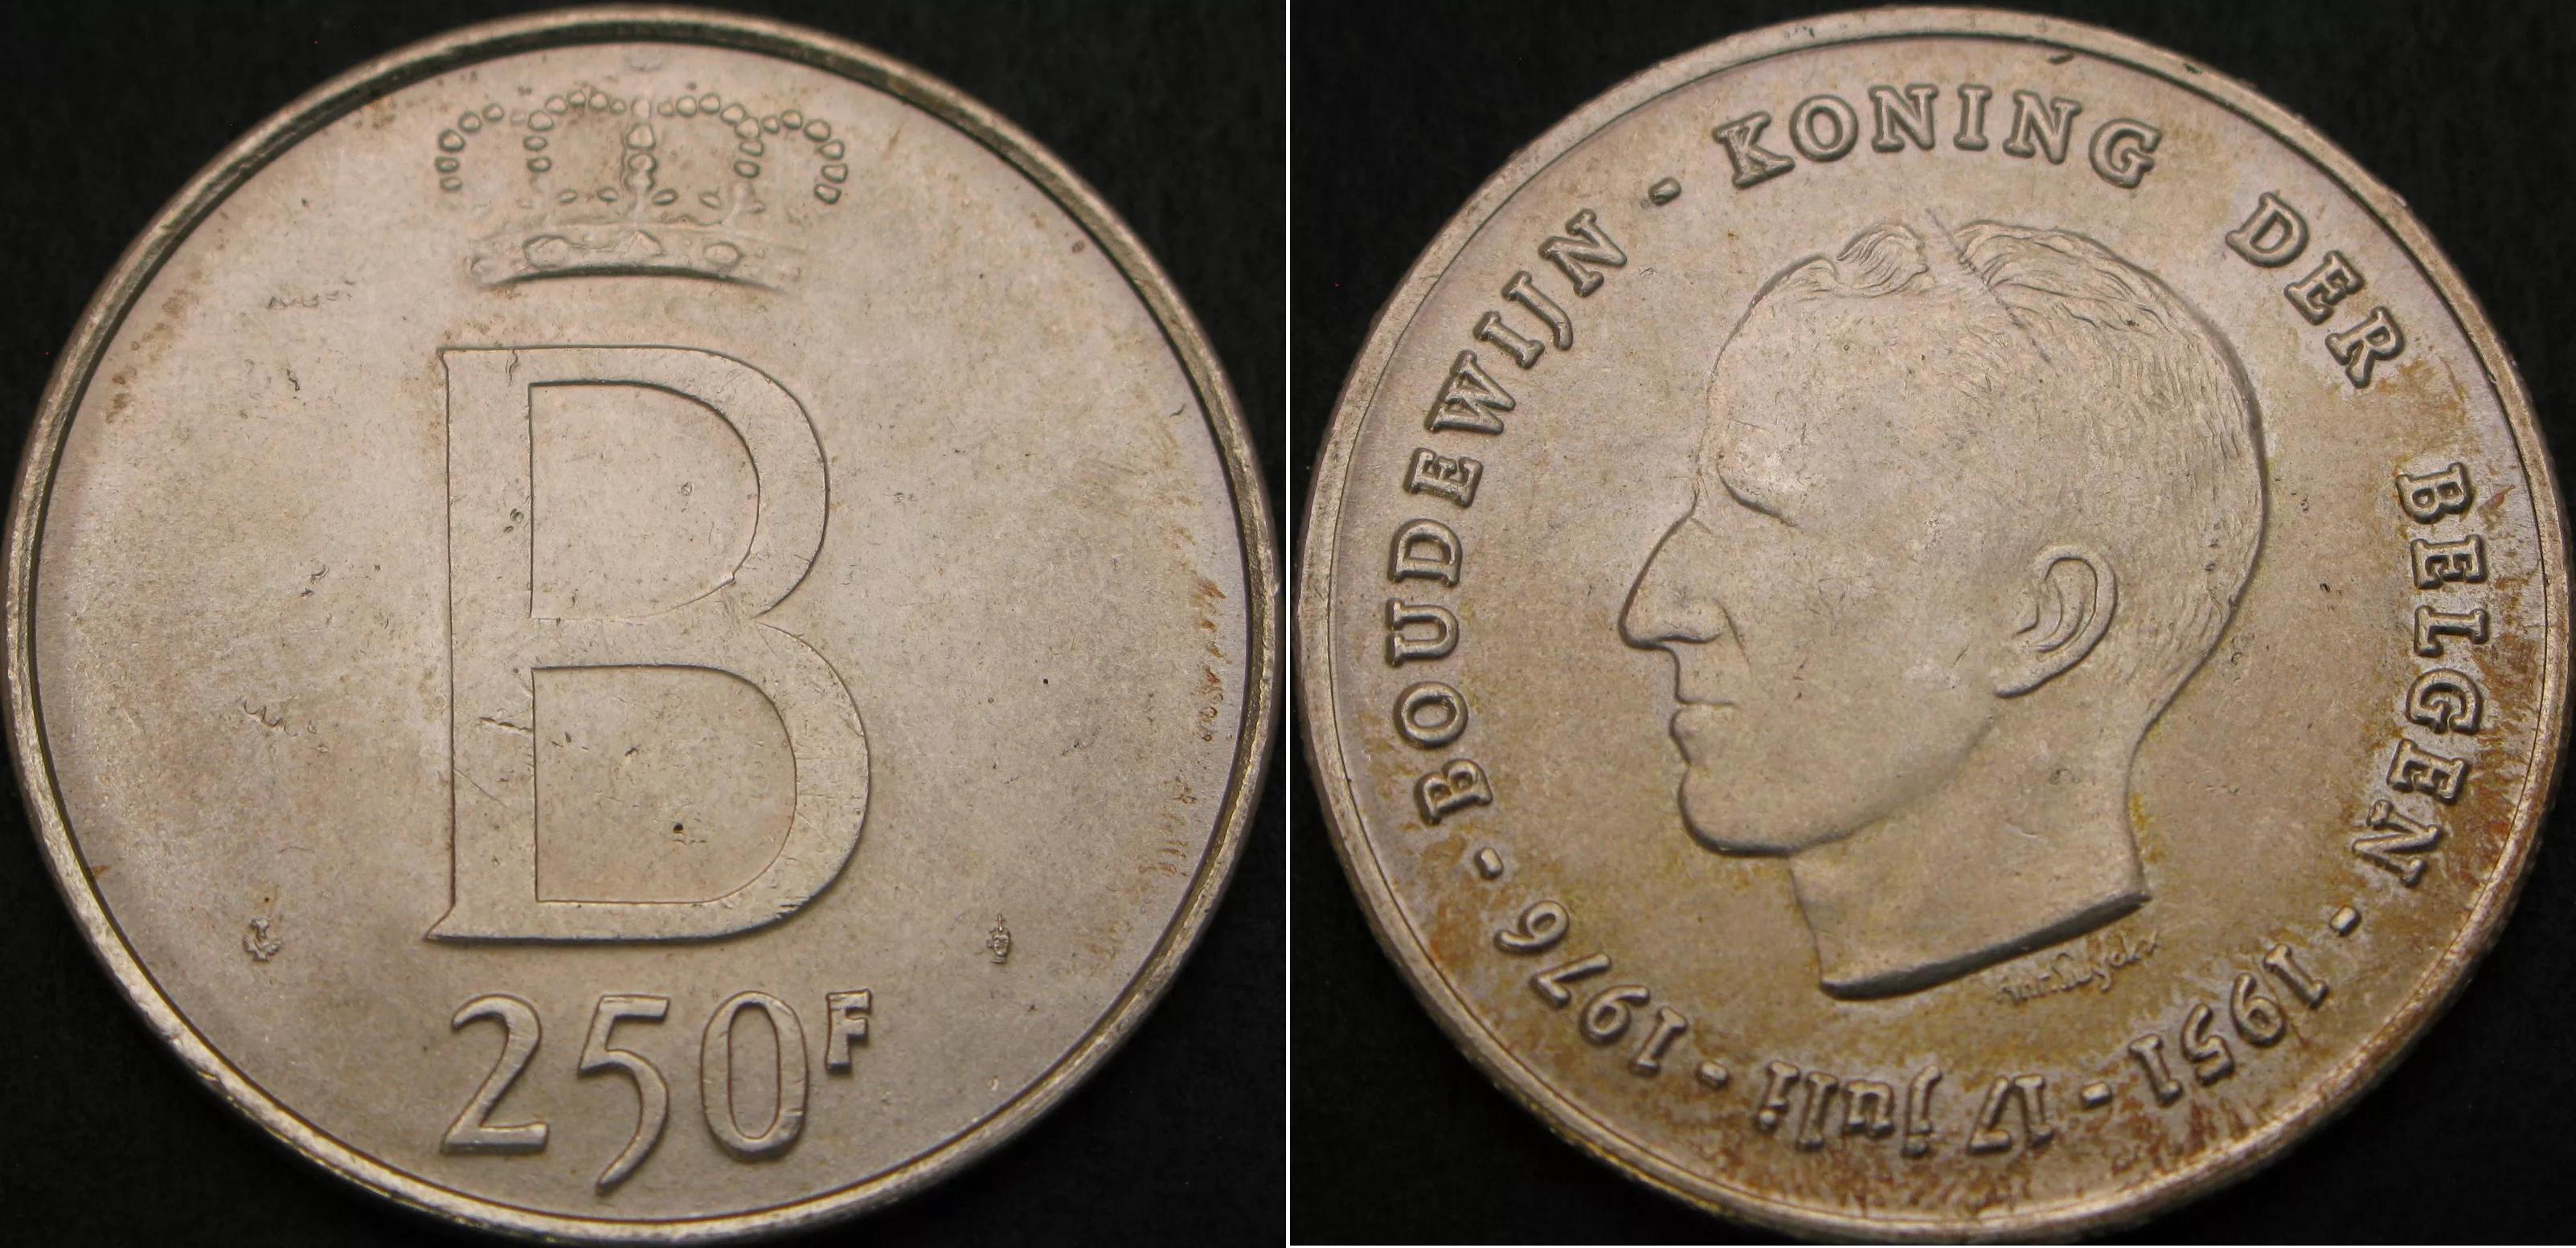 B
250F
BOUDEWIJN - KONING DER BELGEN - 1951 - 17 juli - 1976 -